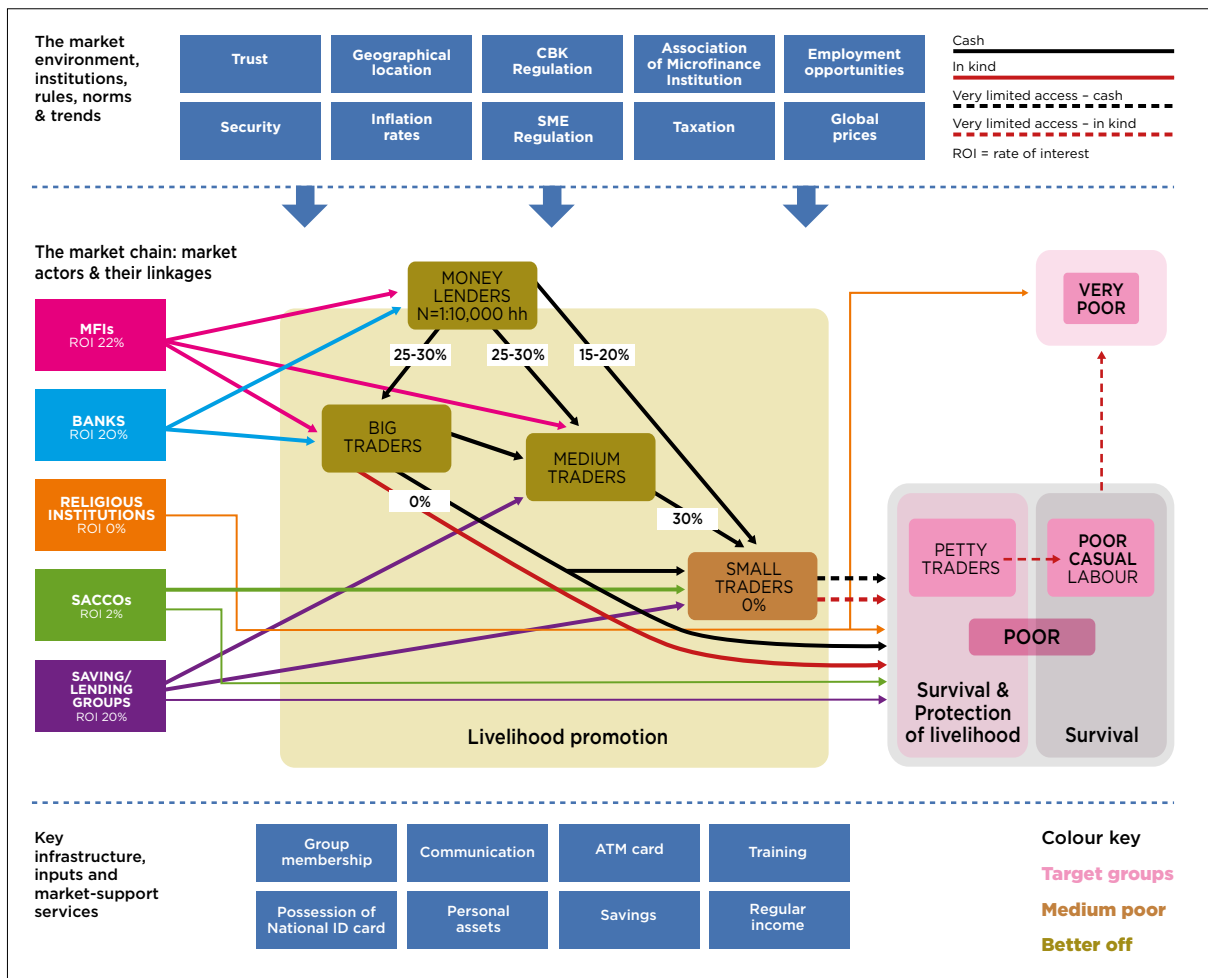 The market
environment,
institutions,
rules, norms
& trends
Trust
Geographical
location
CBK
Regulation
Association
of Microfinance
Institution
Employment
opportunities
Security
Inflation
rates
SME
Regulation
Taxation
Global
prices
Cash
In kind
Very limited access – cash
Very limited access – in kind
ROI = rate of interest
The market chain: market
actors & their linkages
MFIs
ROI 22%
BANKS
ROI 20%
RELIGIOUS
INSTITUTIONS
ROI 0%
SACCOs
ROI 2%
SAVING/
LENDING
GROUPS
ROI 20%
MONEY
LENDERS
N=1:10,000 hh
25-30%
25-30%
15-20%
BIG
TRADERS
MEDIUM
TRADERS
0%
30%
SMALL
TRADERS
0%
Livelihood promotion
VERY
POOR
PETTY
TRADERS
POOR
CASUAL
LABOUR
POOR
Survival &
Protection
of livelihood
Survival
Key
infrastructure,
inputs and
market-support
services
Group
membership
Communication
ATM card
Training
Possession of
National ID card
Personal
assets
Savings
Regular
income
Colour key
Target groups
Medium poor
Better off